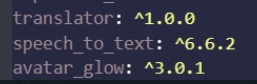 translator: ^1.0.0
speech_to_text: ^6.6.2
avatar_glow: ^3.0.1